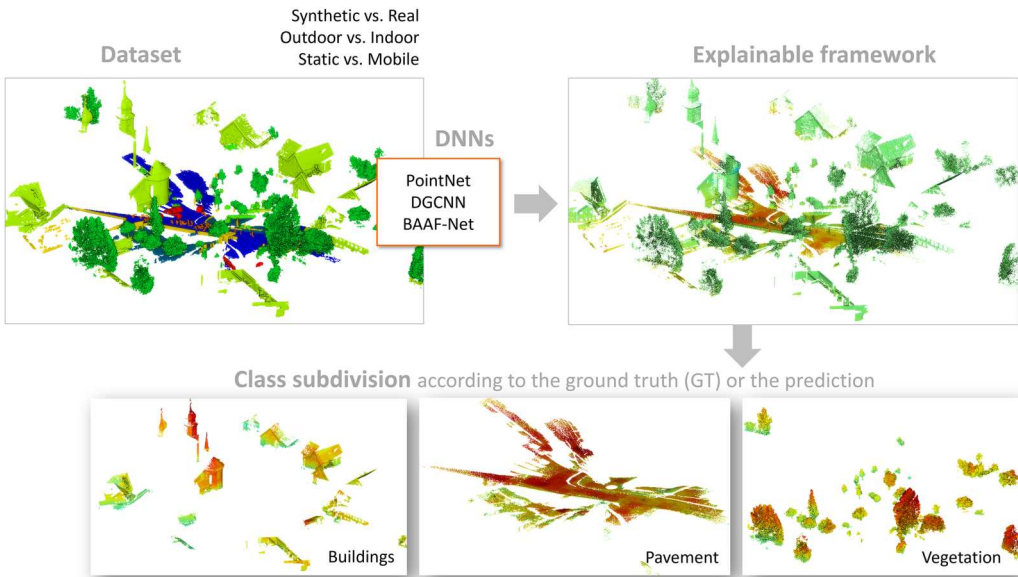 Synthetic vs. Real
Outdoor vs. Indoor
Static vs. Mobile
Dataset
Explainable framework
DNNs
PointNet
DGCNN
BAAF-Net
Class subdivision according to the ground truth (GT) or the prediction
Buildings
Pavement
Vegetation